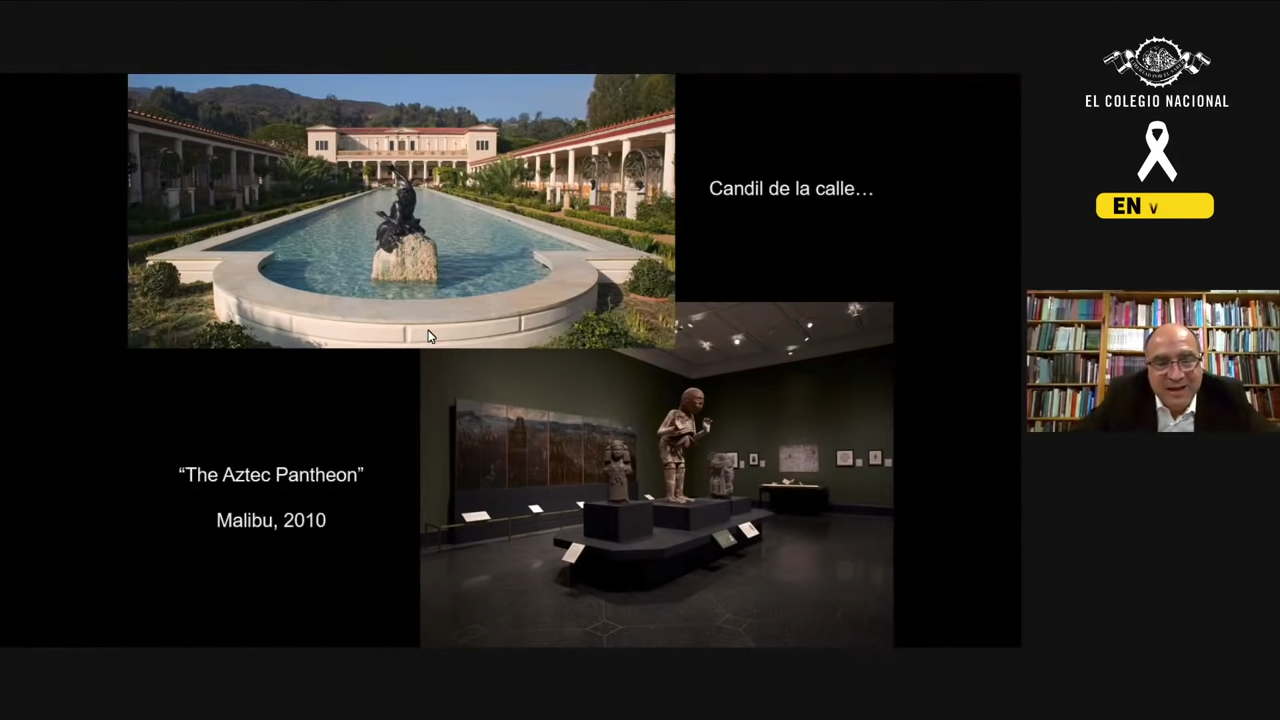 Candil de la calle…
“The Aztec Pantheon”
Malibu, 2010
EL COLEGIO NACIONAL
EN v